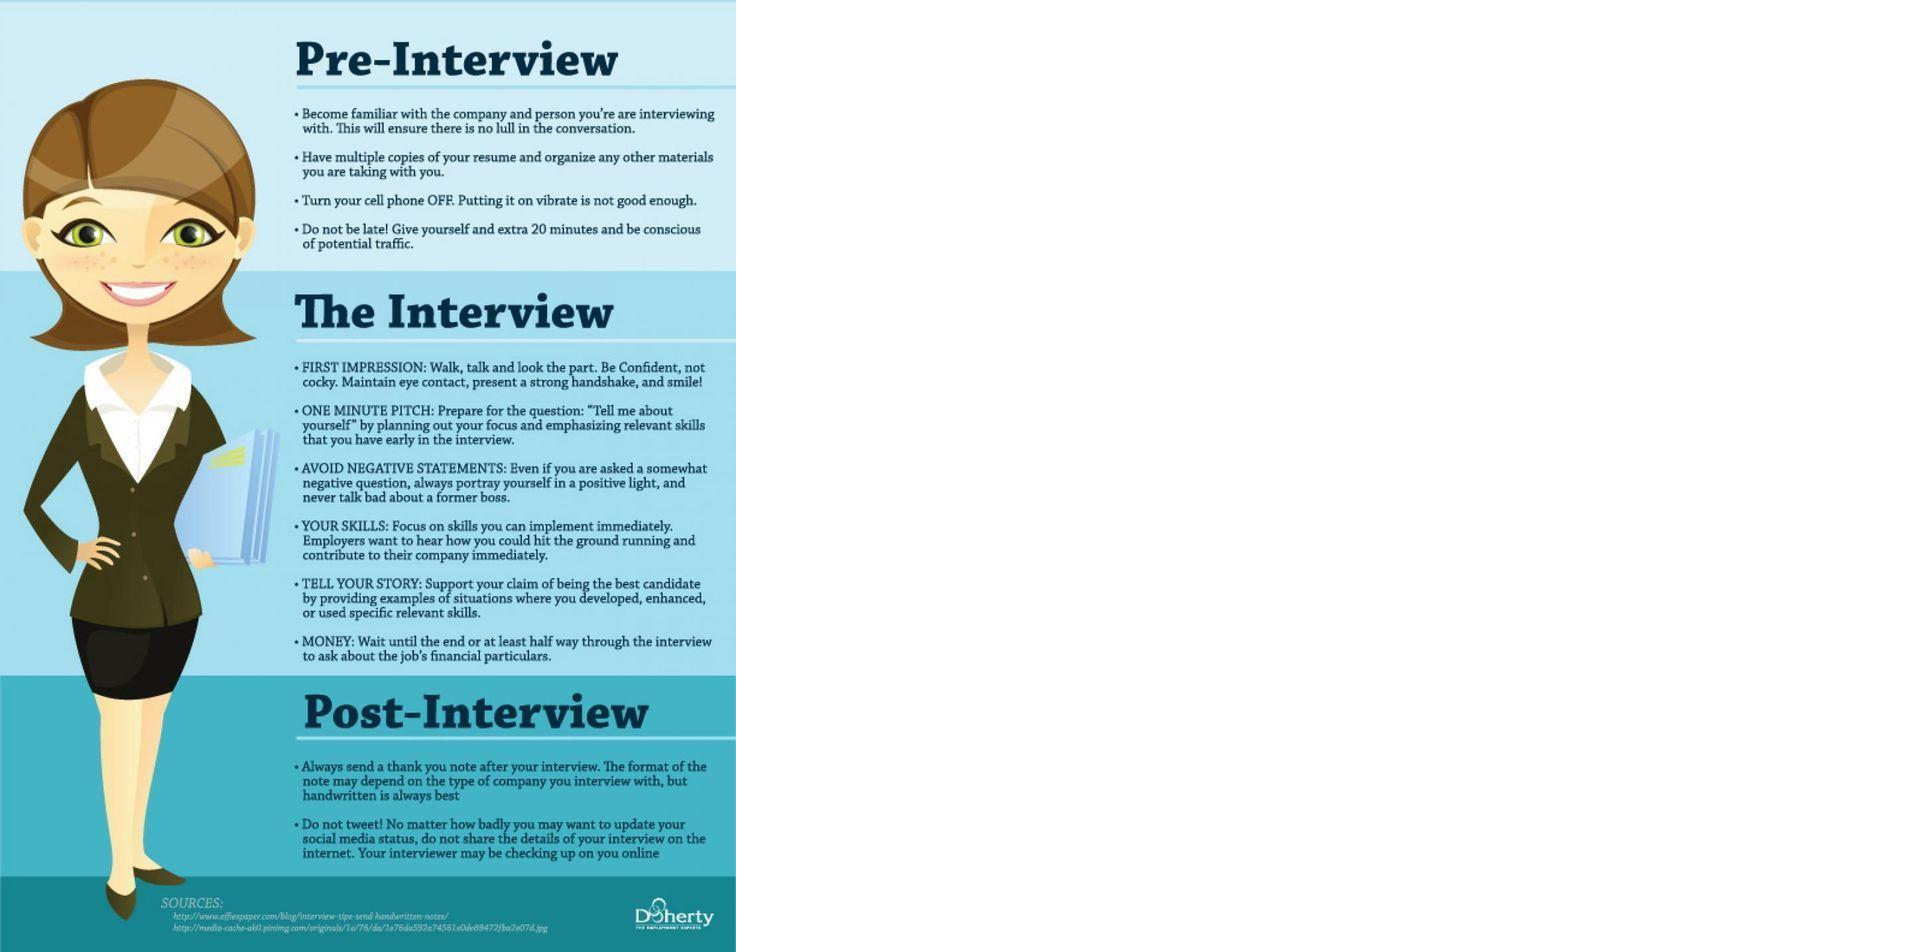 Pre-Interview
• Become familiar with the company and person you're are interviewing
with. This will ensure there is no lull in the conversation.
• Have multiple copies of your resume and organize any other materials
you are taking with you.
• Turn your cell phone OFF. Putting it on vibrate is not good enough.
• Do not be late! Give yourself and extra 20 minutes and be conscious
of potential traffic.
The Interview
• FIRST IMPRESSION: Walk, talk and look the part. Be Confident, not
cocky. Maintain eye contact, present a strong handshake, and smile!
• ONE MINUTE PITCH: Prepare for the question: “Tell me about
yourself” by planning out your focus and emphasizing relevant skills
that you have early in the interview.
• AVOID NEGATIVE STATEMENTS: Even if you are asked a somewhat
negative question, always portray yourself in a positive light, and
never talk bad about a former boss.
• YOUR SKILLS: Focus on skills you can implement immediately.
Employers want to hear how you could hit the ground running and
contribute to their company immediately.
• TELL YOUR STORY: Support your claim of being the best candidate
by providing examples of situations where you developed, enhanced,
or used specific relevant skills.
• MONEY: Wait until the end or at least half way through the interview
to ask about the job's financial particulars.
Post-Interview
• Always send a thank you note after your interview. The format of the
note may depend on the type of company you interview with, but
handwritten is always best
• Do not tweet! No matter how badly you may want to update your
social media status, do not share the details of your interview on the
internet. Your interviewer may be checking up on you online
SOURCES:
http://www.effiespaper.com/blog/interview-tips-send-handwritten-notes/
http://media-cache-ak0.pinimg.com/originals/1e/76/da/1e76da592a74561e0de89472fba2e07d.jpg
Doherty
THE EMPLOYMENT EXPERTS